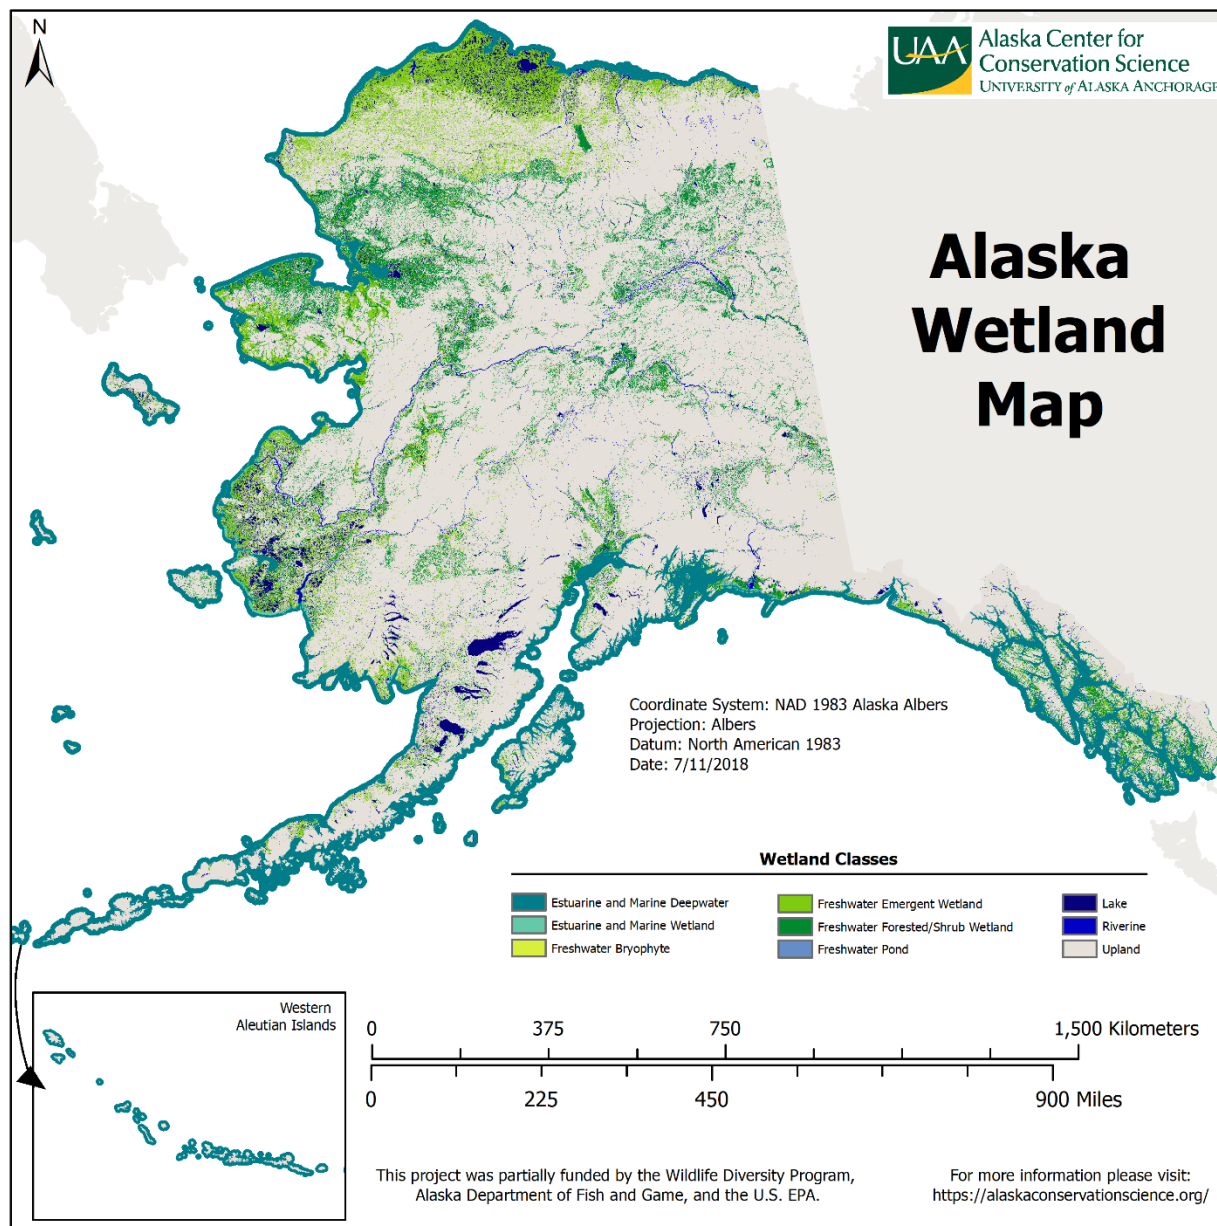 N
UAA
Alaska Center for
Conservation Science
UNIVERSITY of ALASKA ANCHORAGE
Alaska
Wetland
Map
Coordinate System: NAD 1983 Alaska Albers
Projection: Albers
Datum: North American 1983
Date: 7/11/2018
Wetland Classes
Estuarine and Marine Deepwater
Estuarine and Marine Wetland
Freshwater Bryophyte
Freshwater Emergent Wetland
Freshwater Forested/Shrub Wetland
Freshwater Pond
Lake
Riverine
Upland
Western
Aleutian Islands
0 375 750 1,500 Kilometers
0 225 450 900 Miles
This project was partially funded by the Wildlife Diversity Program,
Alaska Department of Fish and Game, and the U.S. EPA.
For more information please visit:
https://alaskaconservationscience.org/